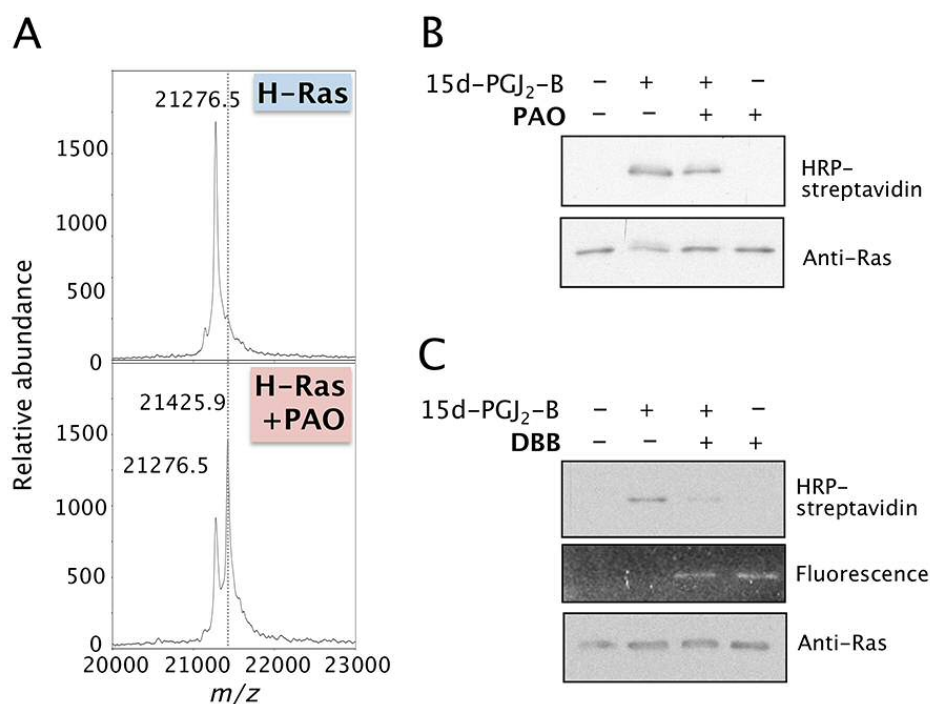 A
Relative abundance
21276.5
H-Ras
1500
1000
500
0
21425.9
H-Ras
+PAO
21276.5
1500
1000
500
0
20000 21000 22000 23000
m/z
B
15d-PGJ₂-B − + + −
PAO − − + +
HRP-
streptavidin
Anti-Ras
C
15d-PGJ₂-B − + + −
DBB − − + +
HRP-
streptavidin
Fluorescence
Anti-Ras